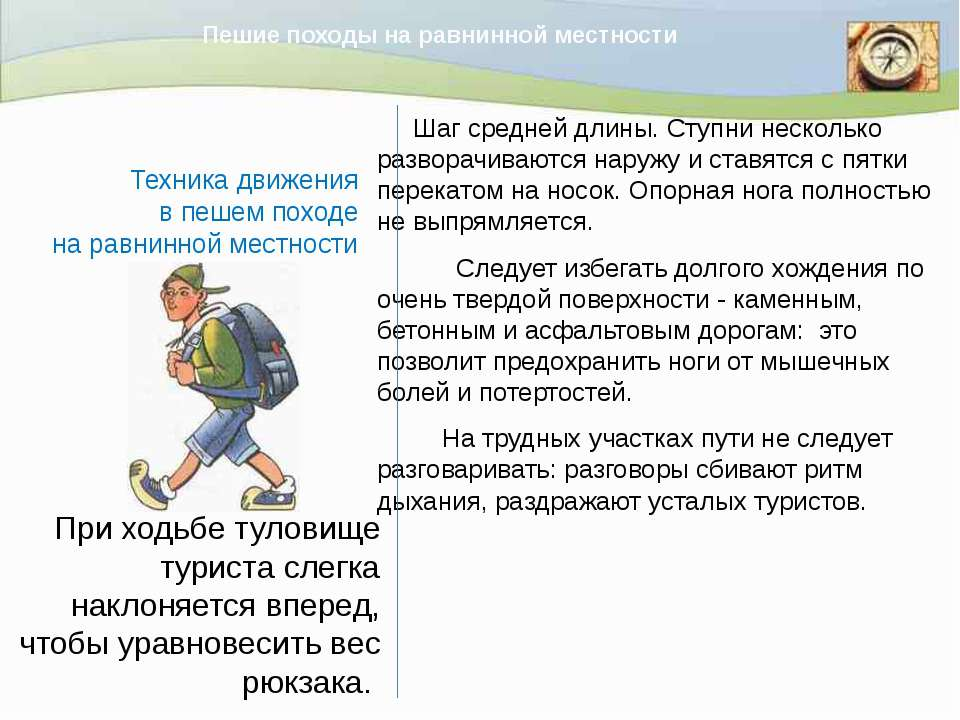 Пешие походы на равнинной местности
Техника движения
в пешем походе
на равнинной местности
При ходьбе туловище
туриста слегка
наклоняется вперед,
чтобы уравновесить вес
рюкзака.
Шаг средней длины. Ступни несколько
разворачиваются наружу и ставятся с пятки
перекатом на носок. Опорная нога полностью
не выпрямляется.
Следует избегать долгого хождения по
очень твердой поверхности - каменным,
бетонным и асфальтовым дорогам: это
позволит предохранить ноги от мышечных
болей и потертостей.
На трудных участках пути не следует
разговаривать: разговоры сбивают ритм
дыхания, раздражают усталых туристов.